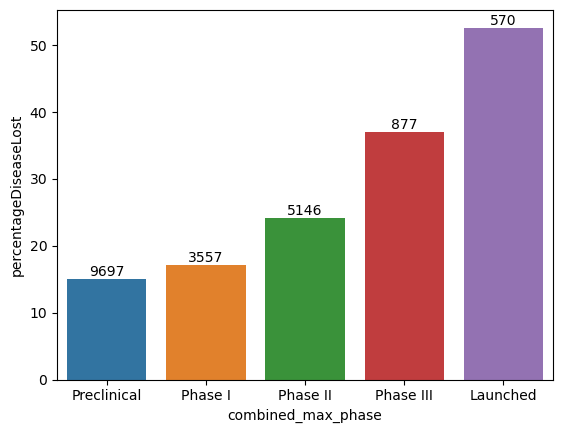 percentageDiseaseLost
50
40
30
20
10
0
9697
3557
5146
877
570
Preclinical
Phase I
Phase II
Phase III
Launched
combined_max_phase